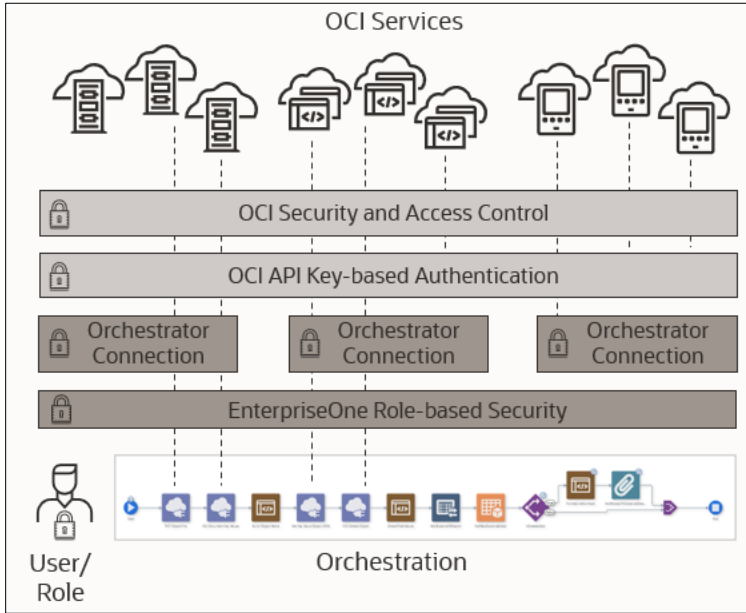 OCI Services
</>
</>
</>
OCI Security and Access Control
OCI API Key-based Authentication
Orchestrator
Connection
Orchestrator
Connection
Orchestrator
Connection
EnterpriseOne Role-based Security
User/
Role
Orchestration